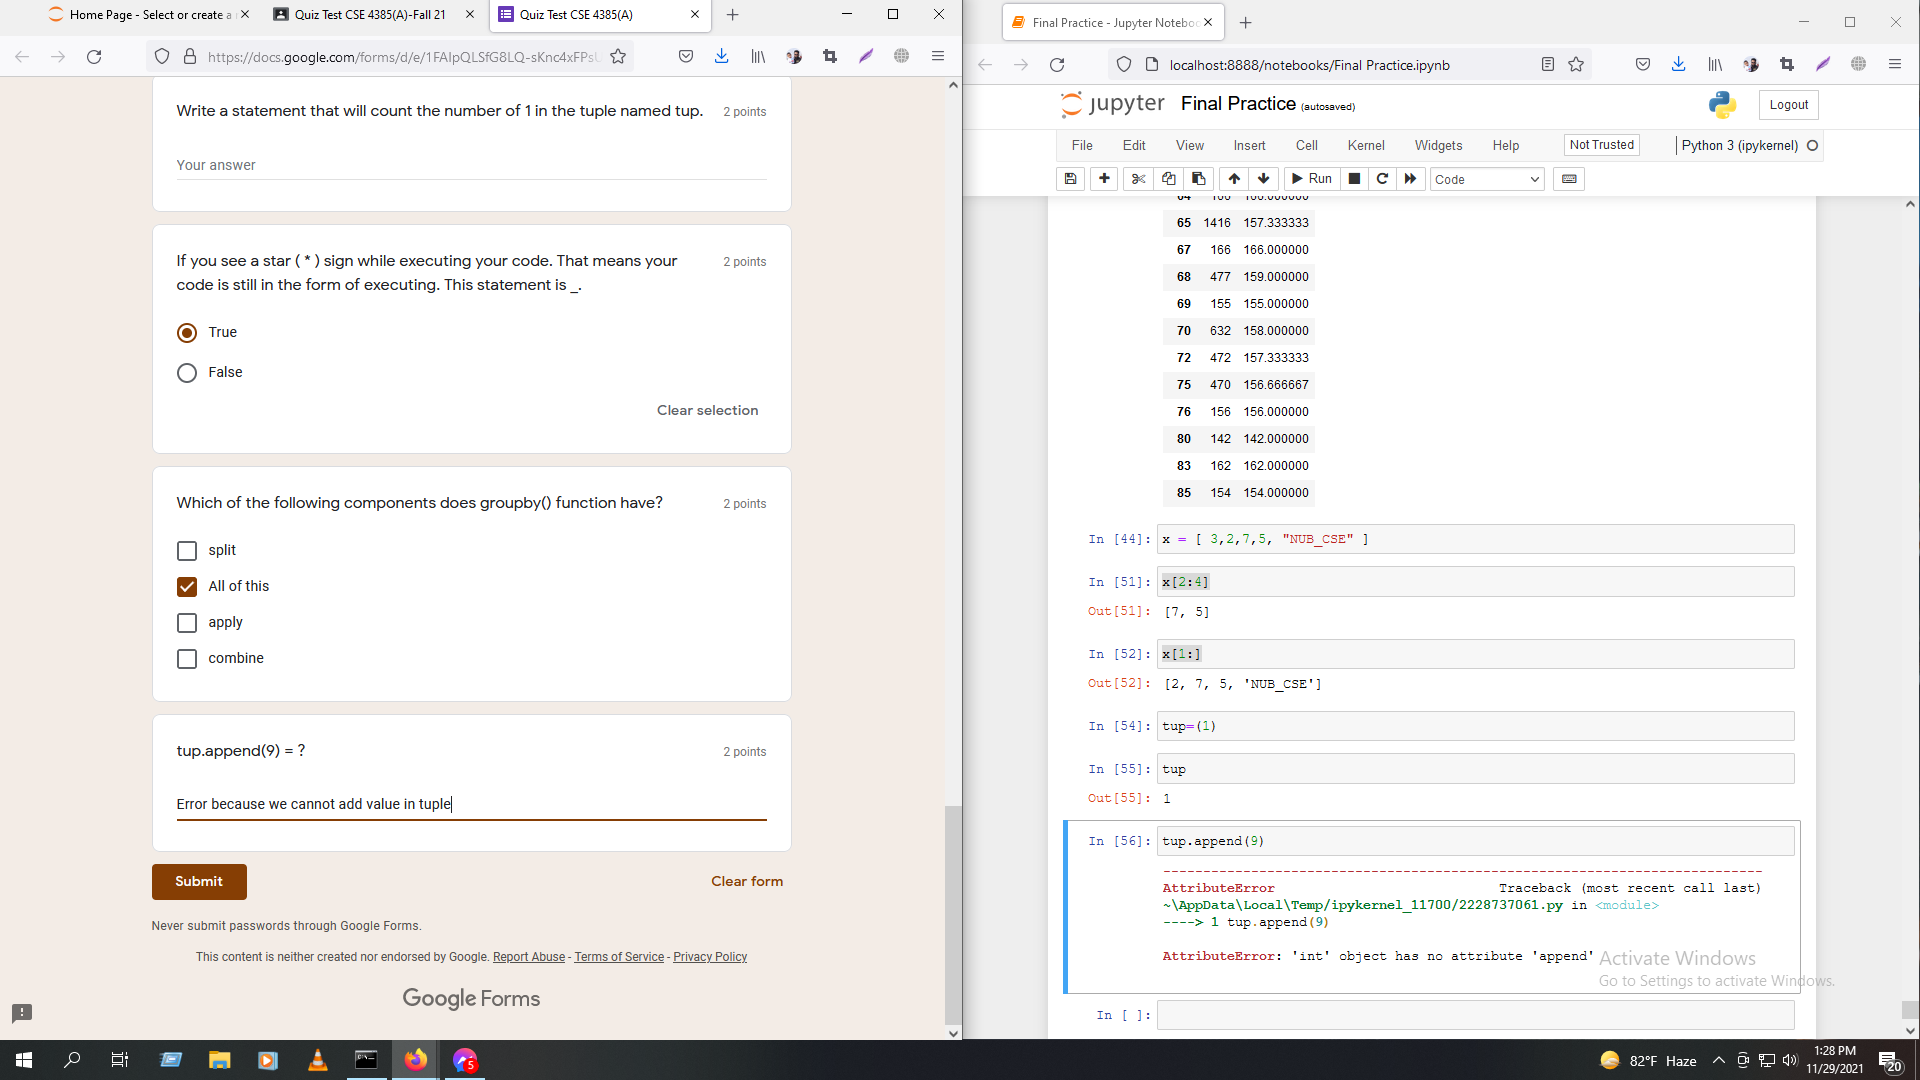 Home Page - Select or create a
Quiz Test CSE 4385(A)-Fall 21
Quiz Test CSE 4385(A)
https://docs.google.com/forms/d/e/1FAIpQLSfG8LQ-sKnc4xFPsU
Write a statement that will count the number of 1 in the tuple named tup.
2 points
Your answer
If you see a star ( * ) sign while executing your code. That means your
2 points
code is still in the form of executing. This statement is _.
True
False
Clear selection
Which of the following components does groupby() function have?
2 points
split
All of this
apply
combine
tup.append(9) = ?
2 points
Error because we cannot add value in tuple
Submit
Clear form
Never submit passwords through Google Forms.
This content is neither created nor endorsed by Google. Report Abuse - Terms of Service - Privacy Policy
Google Forms
Final Practice - Jupyter Notebo
localhost:8888/notebooks/Final Practice.ipynb
jupyter
Final Practice (autosaved)
Logout
File Edit View Insert Cell Kernel Widgets Help
Not Trusted
Python 3 (ipykernel)
Run
Code
65 1416 157.333333
67 166 166.000000
68 477 159.000000
69 155 155.000000
70 632 158.000000
72 472 157.333333
75 470 156.666667
76 156 156.000000
80 142 142.000000
83 162 162.000000
85 154 154.000000
In [44]: x = [ 3,2,7,5, "NUB_CSE" ]
In [51]: x[2:4]
Out[51]: [7, 5]
In [52]: x[1:]
Out[52]: [2, 7, 5, 'NUB_CSE']
In [54]: tup=(1)
In [55]: tup
Out[55]: 1
In [56]: tup.append(9)
---------------------------------------------------------------------------
AttributeError Traceback (most recent call last)
~\AppData\Local\Temp/ipykernel_11700/2228737061.py in <module>
----> 1 tup.append(9)
AttributeError: 'int' object has no attribute 'append'
In [ ]:
Activate Windows
Go to Settings to activate Windows.
5
82°F Haze
1:28 PM
11/29/2021
20